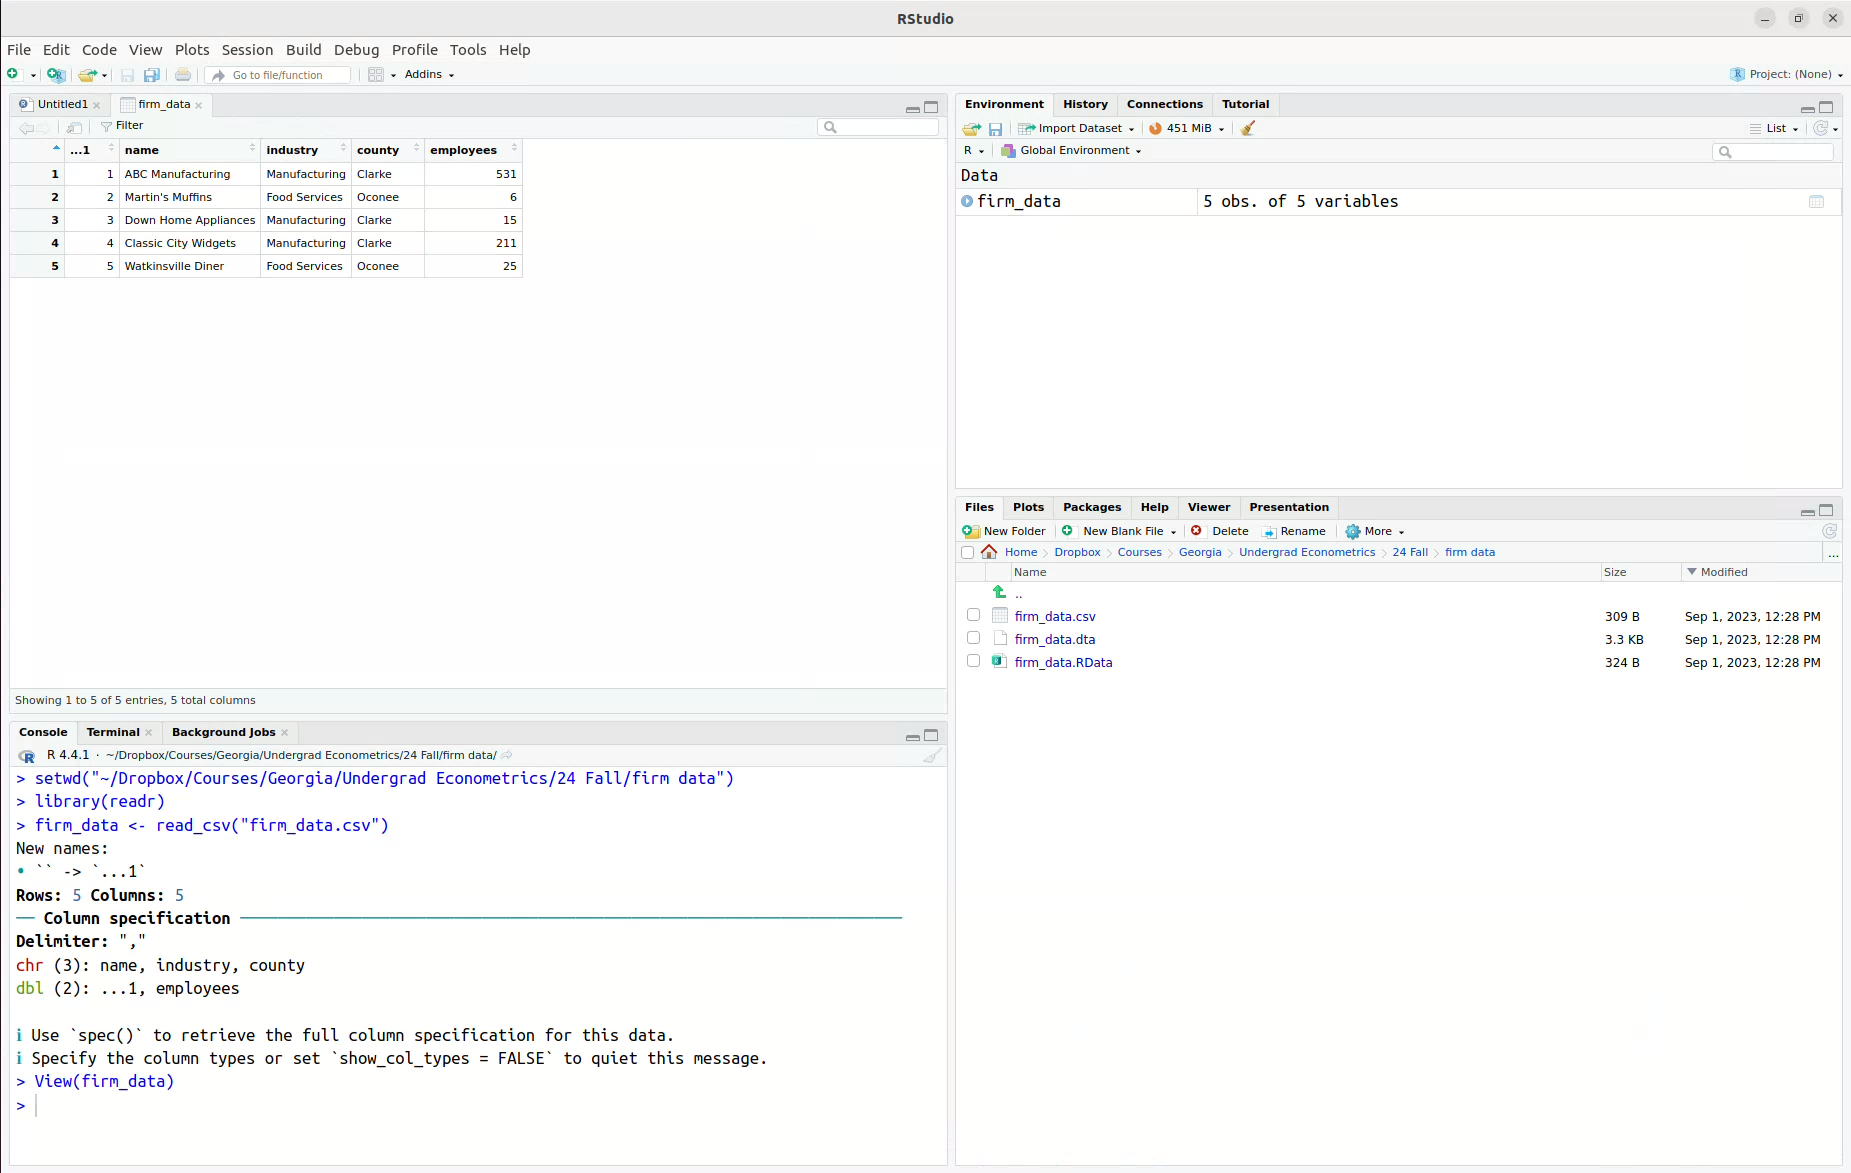 RStudio
File Edit Code View Plots Session Build Debug Profile Tools Help
Go to file/function Addins Project: (None)
Untitled1 firm_data
Filter
...1 name industry county employees
1 1 ABC Manufacturing Manufacturing Clarke 531
2 2 Martin's Muffins Food Services Oconee 6
3 3 Down Home Appliances Manufacturing Clarke 15
4 4 Classic City Widgets Manufacturing Clarke 211
5 5 Watkinsville Diner Food Services Oconee 25
Showing 1 to 5 of 5 entries, 5 total columns
Console Terminal Background Jobs
R 4.4.1 · ~/Dropbox/Courses/Georgia/Undergrad Econometrics/24 Fall/firm data/
> setwd("~/Dropbox/Courses/Georgia/Undergrad Econometrics/24 Fall/firm data")
> library(readr)
> firm_data <- read_csv("firm_data.csv")
New names:
• `` -> `...1`
Rows: 5 Columns: 5
── Column specification ──
Delimiter: ","
chr (3): name, industry, county
dbl (2): ...1, employees
ℹ Use `spec()` to retrieve the full column specification for this data.
ℹ Specify the column types or set `show_col_types = FALSE` to quiet this message.
> View(firm_data)
>
Environment History Connections Tutorial
Import Dataset 451 MiB List
R Global Environment
Data
firm_data 5 obs. of 5 variables
Files Plots Packages Help Viewer Presentation
New Folder New Blank File Delete Rename More
Home Dropbox Courses Georgia Undergrad Econometrics 24 Fall firm data ...
Name Size Modified
..
firm_data.csv 309 B Sep 1, 2023, 12:28 PM
firm_data.dta 3.3 KB Sep 1, 2023, 12:28 PM
firm_data.RData 324 B Sep 1, 2023, 12:28 PM